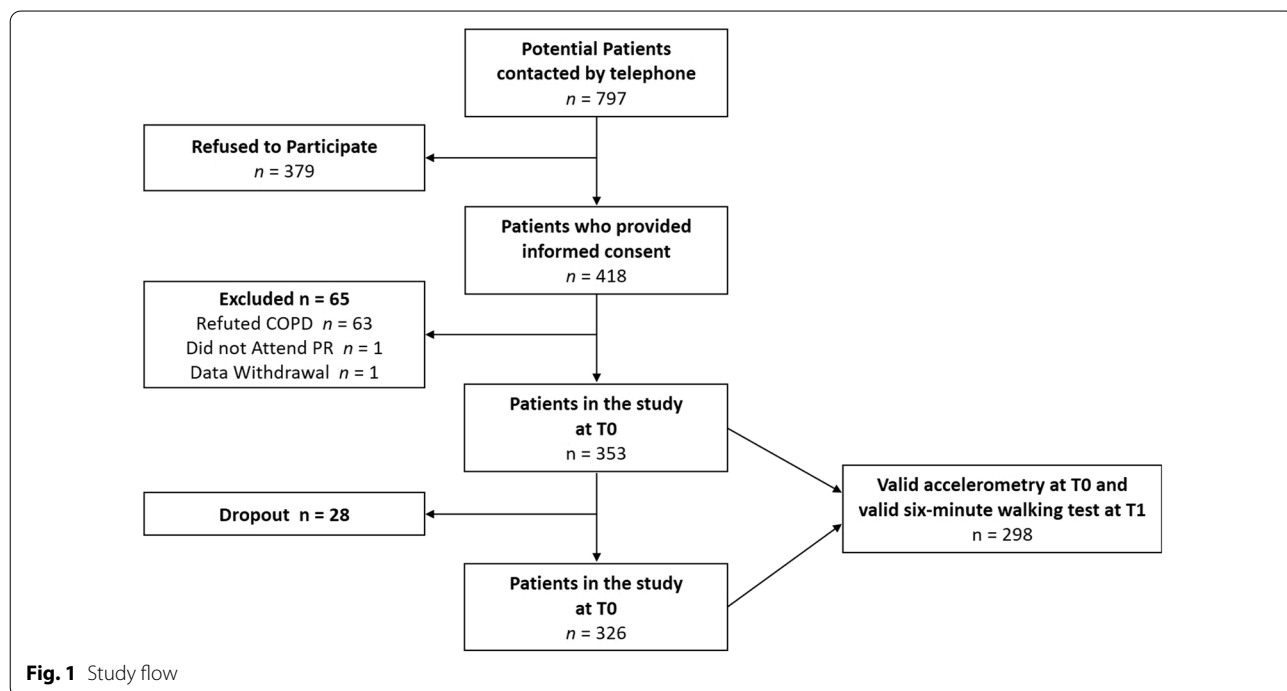 Potential Patients
contacted by telephone
n = 797
Refused to Participate
n = 379
Patients who provided
informed consent
n = 418
Excluded n = 65
Refuted COPD n = 63
Did not Attend PR n = 1
Data Withdrawal n = 1
Patients in the study
at T0
n = 353
Valid accelerometry at T0 and
valid six-minute walking test at T1
n = 298
Dropout n = 28
Patients in the study
at T0
n = 326
Fig. 1 Study flow